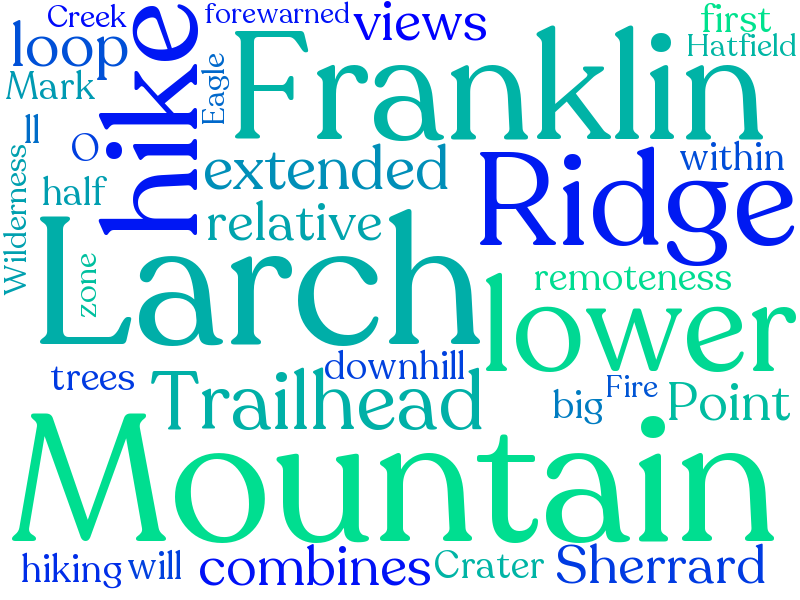 Creek
forewarned
views
first
loop
hike
Eagle
Franklin
Hatfield
Mark
ll
O
extended
Ridge
within
Wilderness
half
relative
Larch
zone
remoteness
lower
trees
downhill
Trailhead
big
Fire
Point
Mountain
hiking
will
combines
Crater
Sherrard